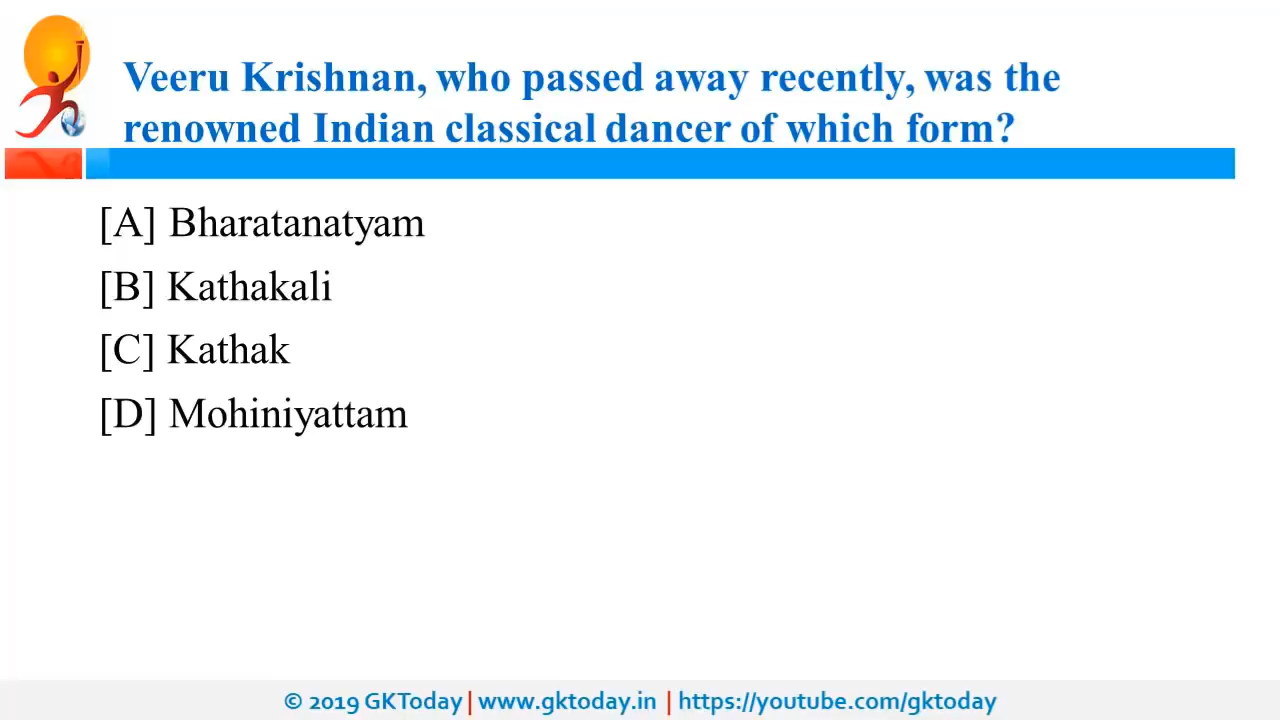 Veeru Krishnan, who passed away recently, was the
renowned Indian classical dancer of which form?
[A] Bharatanatyam
[B] Kathakali
[C] Kathak
[D] Mohiniyattam
© 2019 GKToday | www.gktoday.in | https://youtube.com/gktoday